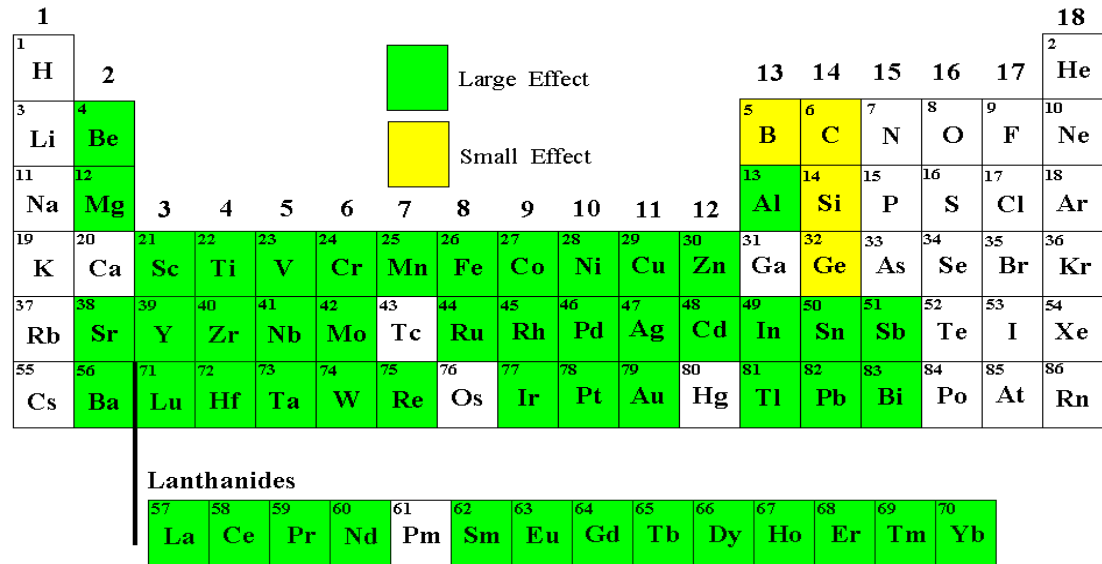 1 18
1 H 2 2 He
Large Effect 13 14 15 16 17
3 Li 4 Be 5 B 6 C 7 N 8 O 9 F 10 Ne
Small Effect
11 Na 12 Mg 3 4 5 6 7 8 9 10 11 12 13 Al 14 Si 15 P 16 S 17 Cl 18 Ar
19 K 20 Ca 21 Sc 22 Ti 23 V 24 Cr 25 Mn 26 Fe 27 Co 28 Ni 29 Cu 30 Zn 31 Ga 32 Ge 33 As 34 Se 35 Br 36 Kr
37 Rb 38 Sr 39 Y 40 Zr 41 Nb 42 Mo 43 Tc 44 Ru 45 Rh 46 Pd 47 Ag 48 Cd 49 In 50 Sn 51 Sb 52 Te 53 I 54 Xe
55 Cs 56 Ba 71 Lu 72 Hf 73 Ta 74 W 75 Re 76 Os 77 Ir 78 Pt 79 Au 80 Hg 81 Tl 82 Pb 83 Bi 84 Po 85 At 86 Rn
Lanthanides
57 La 58 Ce 59 Pr 60 Nd 61 Pm 62 Sm 63 Eu 64 Gd 65 Tb 66 Dy 67 Ho 68 Er 69 Tm 70 Yb